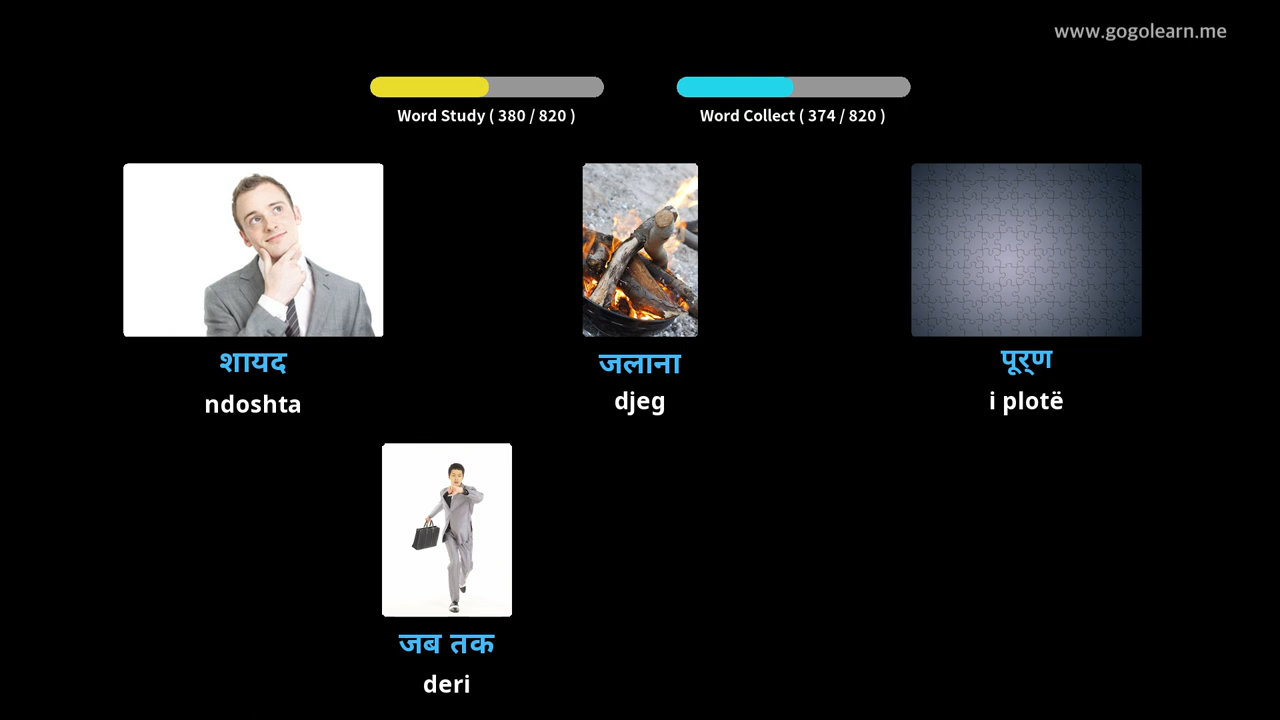 www.gogolearn.me
Word Study ( 380 / 820 )
Word Collect ( 374 / 820 )
शायद
ndoshta
जलाना
djeg
पूर्ण
i plotë
जब तक
deri